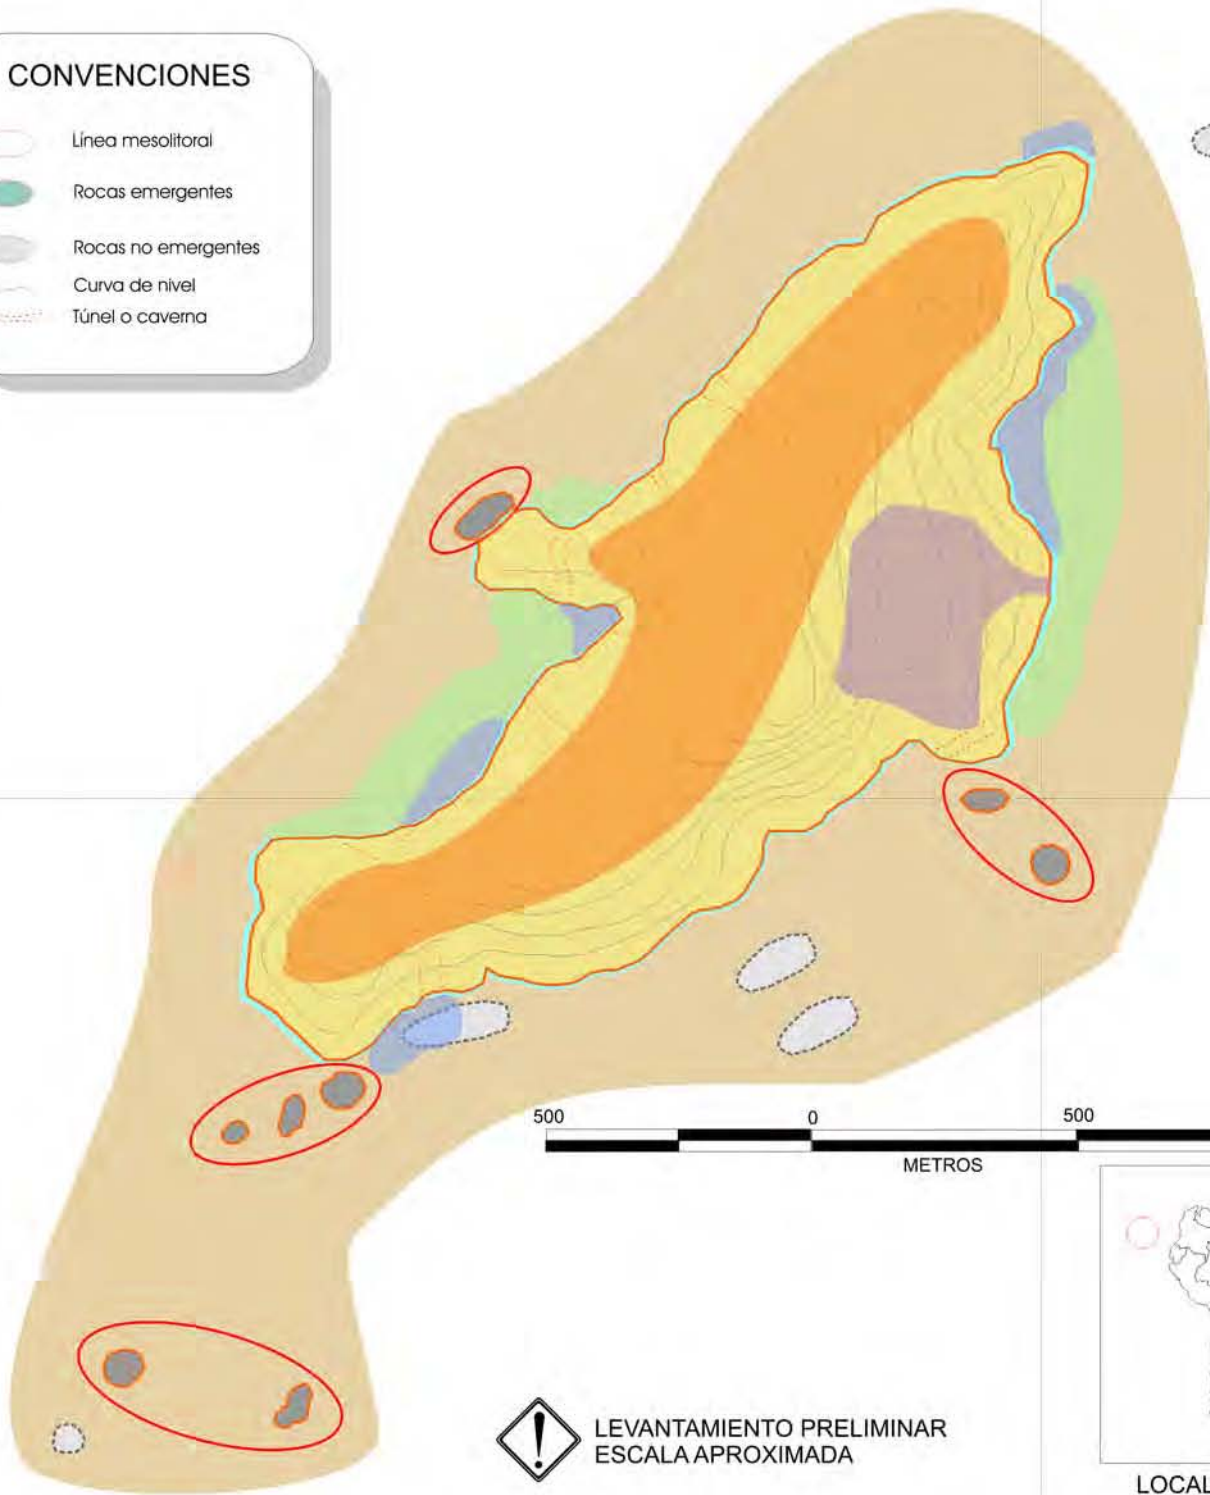 CONVENCIONES
Línea mesolitoral
Rocas emergentes
Rocas no emergentes
Curva de nivel
Túnel o caverna
500 0 500
METROS
LEVANTAMIENTO PRELIMINAR
ESCALA APROXIMADA
LOCAL